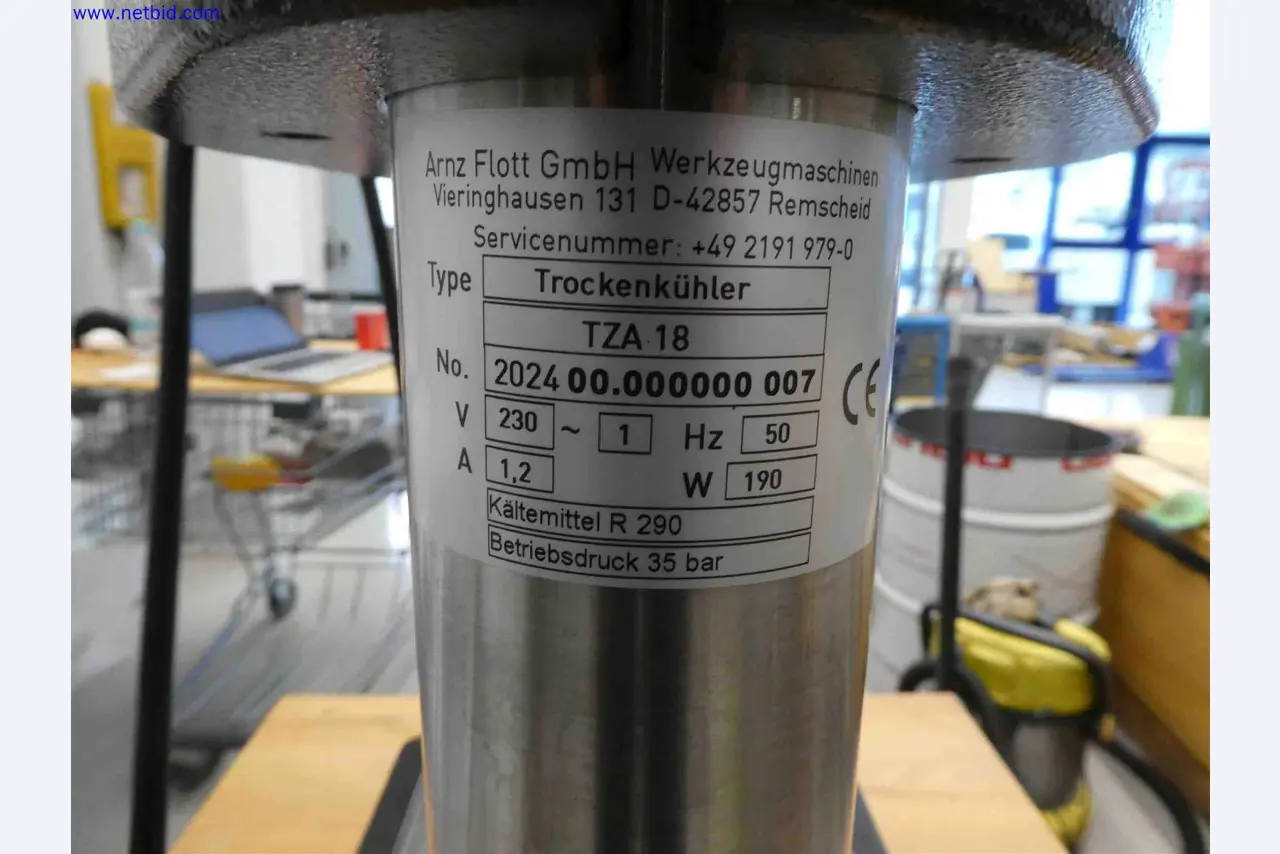 www.netbid.com
Arnz Flott GmbH Werkzeugmaschinen
Vieringhausen 131 D-42857 Remscheid
Servicenummer: +49 2191 979-0
Type Trockenkühler
TZA 18
No. 2024 00.000000 007
V 230 ~ 1 Hz 50
A 1,2 W 190
Kältemittel R 290
Betriebsdruck 35 bar
CE